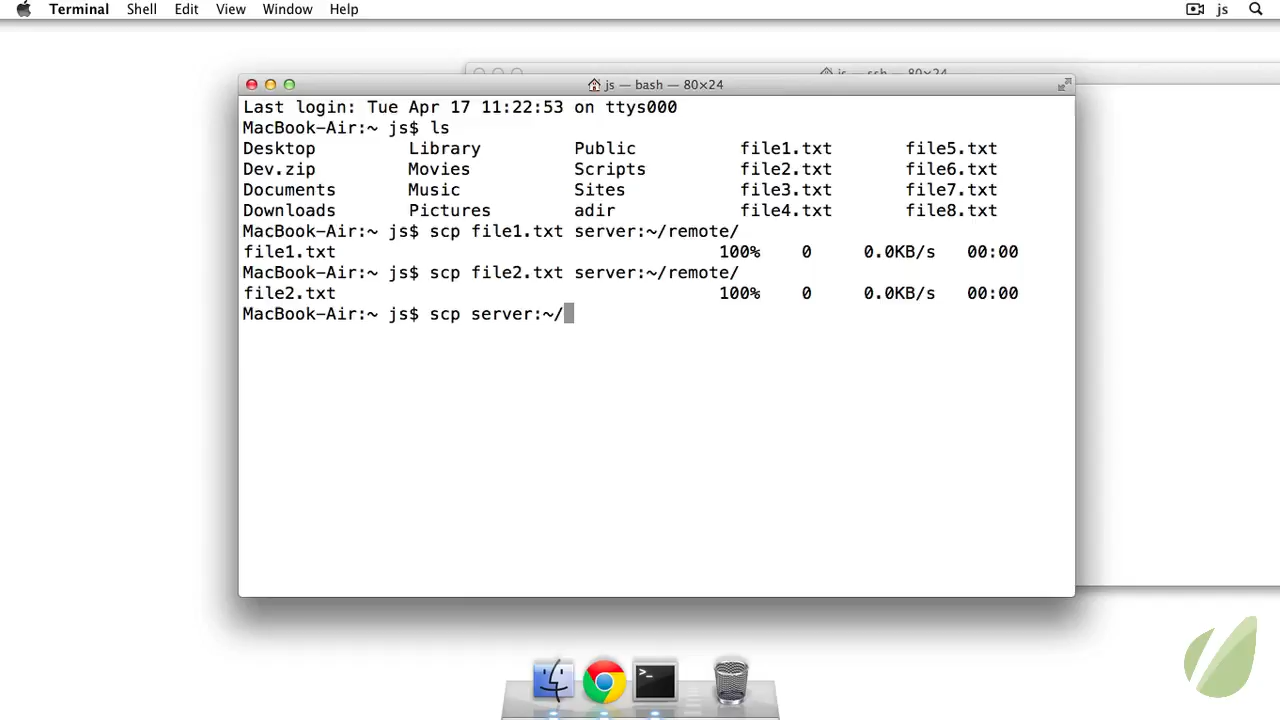 Terminal Shell Edit View Window Help js
js — ssh — 80×24
js — bash — 80×24
Last login: Tue Apr 17 11:22:53 on ttys000
MacBook-Air:~ js$ ls
Desktop Library Public file1.txt file5.txt
Dev.zip Movies Scripts file2.txt file6.txt
Documents Music Sites file3.txt file7.txt
Downloads Pictures adir file4.txt file8.txt
MacBook-Air:~ js$ scp file1.txt server:~/remote/
file1.txt 100% 0 0.0KB/s 00:00
MacBook-Air:~ js$ scp file2.txt server:~/remote/
file2.txt 100% 0 0.0KB/s 00:00
MacBook-Air:~ js$ scp server:~/
>_